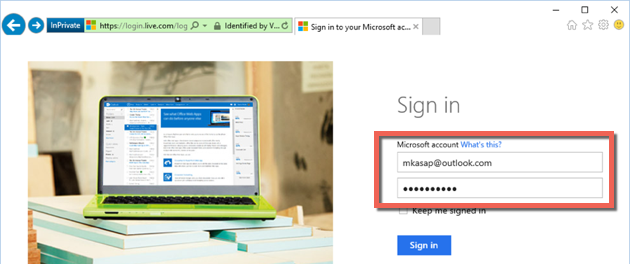 InPrivate
https://login.live.com/log
Identified by V...
Sign in to your Microsoft ac...
Sign in
Microsoft account What's this?
mkasap@outlook.com
●●●●●●●●●●
Keep me signed in
Sign in